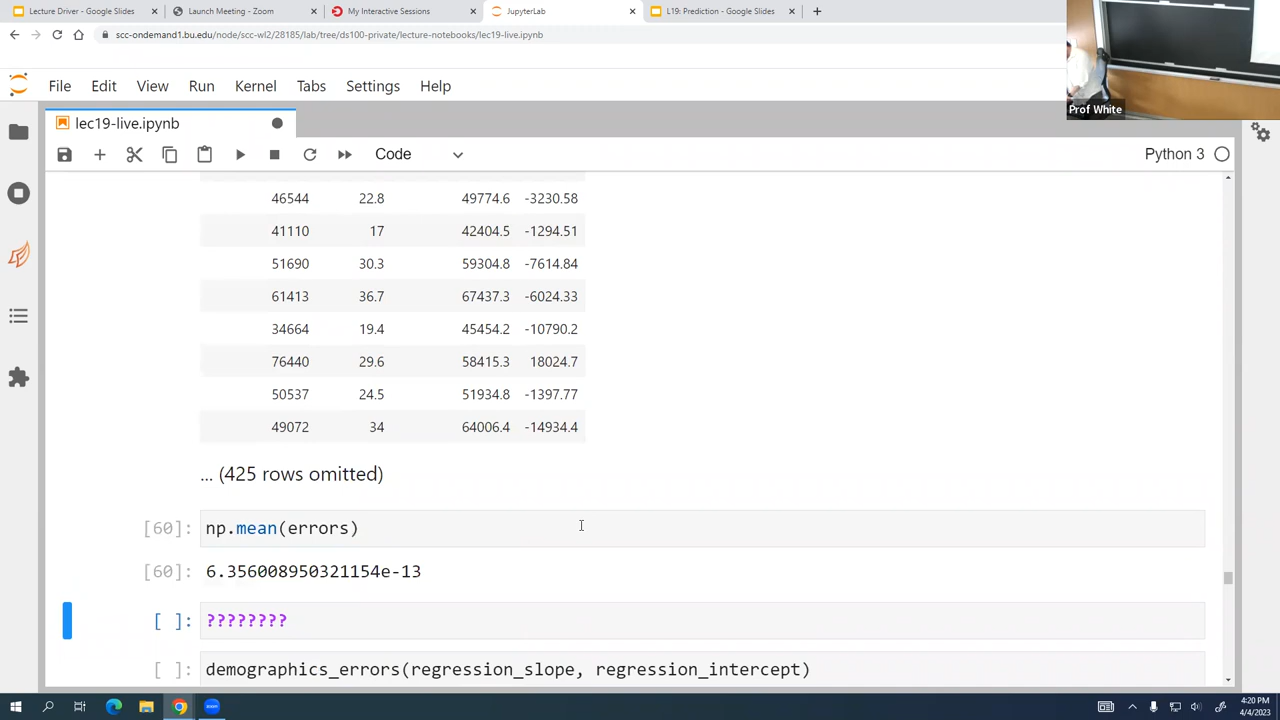 Lecture Driver - Google Slides
Launch Meeting - Zoom
My Interactive Sessions
JupyterLab
L19: Prediction - Google Slides
scc-ondemand1.bu.edu/node/scc-wl2/28185/lab/tree/ds100-private/lecture-notebooks/lec19-live.ipynb
Prof White
File Edit View Run Kernel Tabs Settings Help
lec19-live.ipynb
Code
Python 3
46544 22.8 49774.6 -3230.58
41110 17 42404.5 -1294.51
51690 30.3 59304.8 -7614.84
61413 36.7 67437.3 -6024.33
34664 19.4 45454.2 -10790.2
76440 29.6 58415.3 18024.7
50537 24.5 51934.8 -1397.77
49072 34 64006.4 -14934.4
... (425 rows omitted)
[60]: np.mean(errors)
[60]: 6.356008950321154e-13
[ ]: ????????
[ ]: demographics_errors(regression_slope, regression_intercept)
4:20 PM
4/4/2023